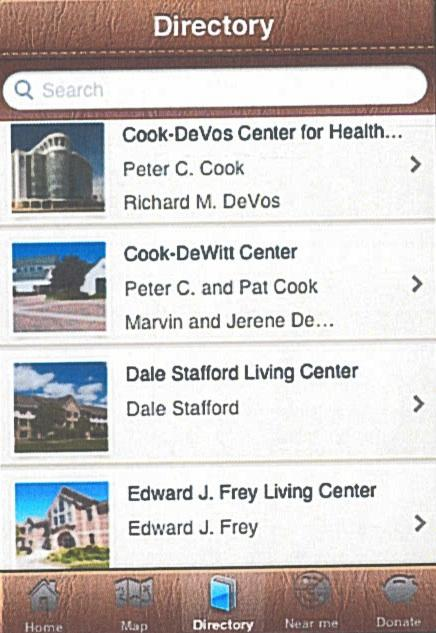 Directory
Search
Cook-DeVos Center for Health...
Peter C. Cook
Richard M. DeVos
Cook-DeWitt Center
Peter C. and Pat Cook
Marvin and Jerene De...
Dale Stafford Living Center
Dale Stafford
Edward J. Frey Living Center
Edward J. Frey
Home
Map
Directory
Near me
Donate